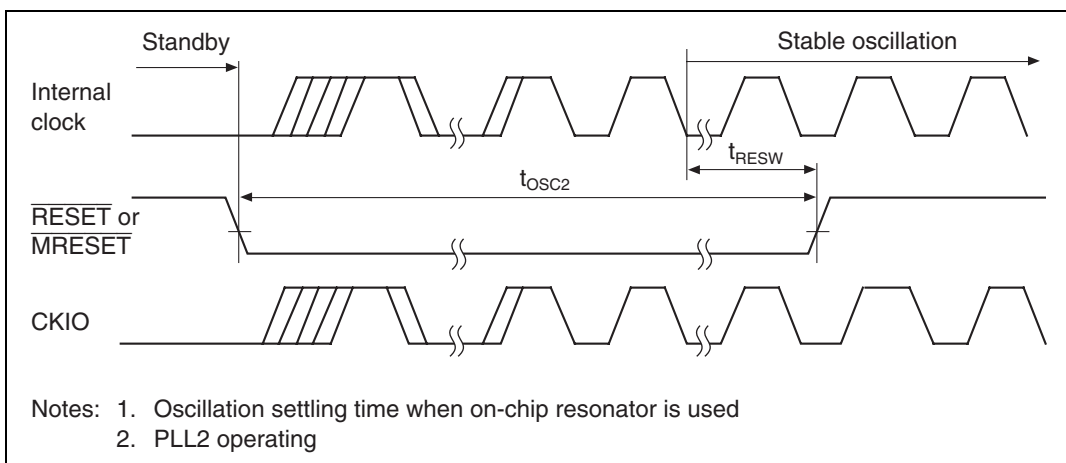 Standby
Stable oscillation
Internal
clock
tRESW
tOSC2
RESET or
MRESET
CKIO
Notes: 1. Oscillation settling time when on-chip resonator is used
2. PLL2 operating